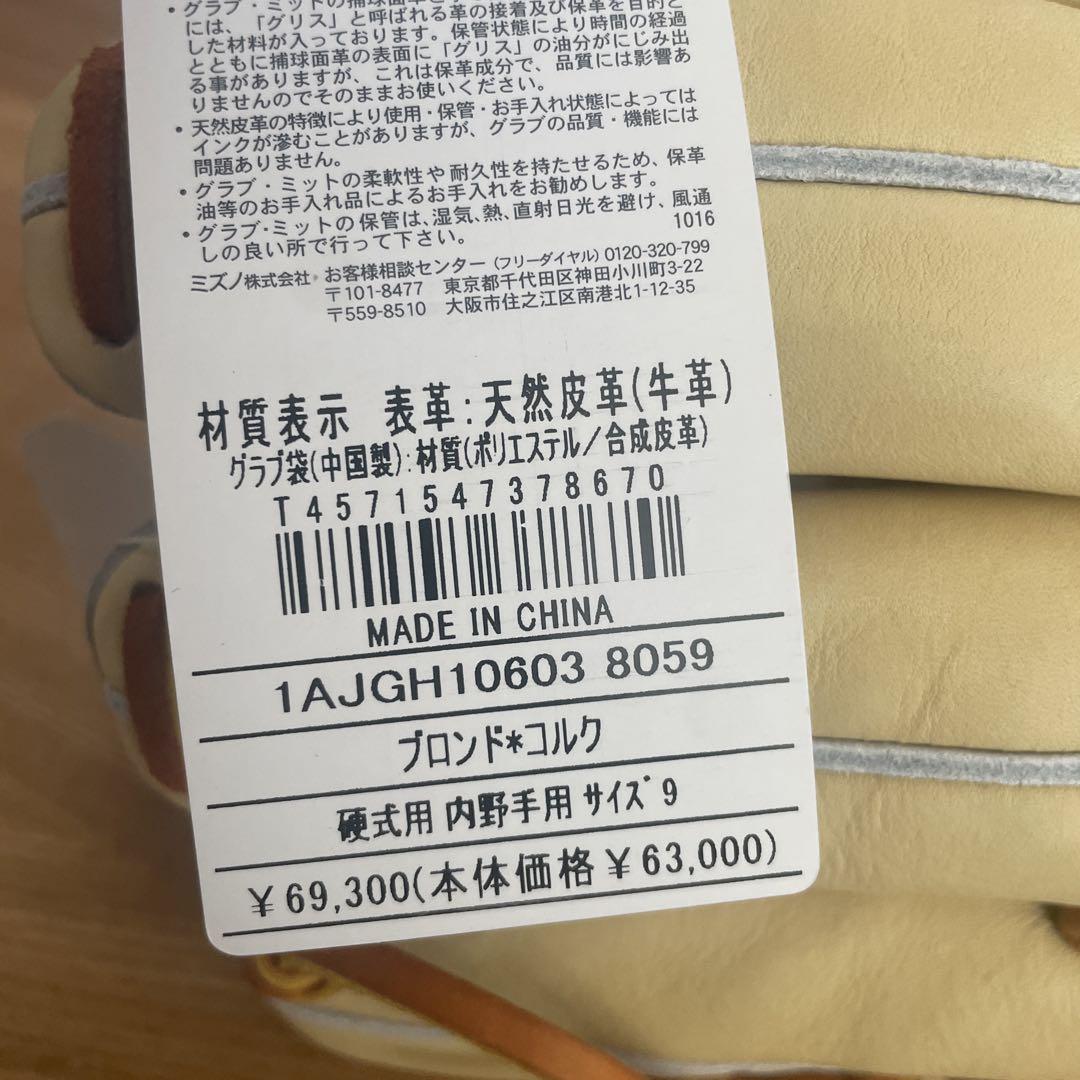 ・グラブ・ミットの捕球面革と
には、「グリス」と呼ばれる革の接着及び保革を目的と
した材料が入っております。保管状態により時間の経過
とともに捕球面革の表面に「グリス」の油分がにじみ出
る事がありますが、これは保革成分で、品質には影響あ
りませんのでそのままお使いください。
・天然皮革の特徴により使用・保管・お手入れ状態によっては
インクが滲むことがありますが、グラブの品質・機能には
問題ありません。
・グラブ・ミットの柔軟性や耐久性を持たせるため、保革
油等のお手入れ品によるお手入れをお勧めします。
・グラブ・ミットの保管は、湿気、熱、直射日光を避け、風通
しの良い所で行って下さい。 1016
ミズノ株式会社 お客様相談センター (フリーダイヤル) 0120-320-799
〒101-8477 東京都千代田区神田小川町3-22
〒559-8510 大阪市住之江区南港北1-12-35
材質表示 表革:天然皮革(牛革)
グラブ袋(中国製):材質(ポリエステル/合成皮革)
T4571547378670
MADE IN CHINA
1AJGH10603 8059
ブロンド*コルク
硬式用 内野手用 サイズ9
¥69,300(本体価格¥63,000)